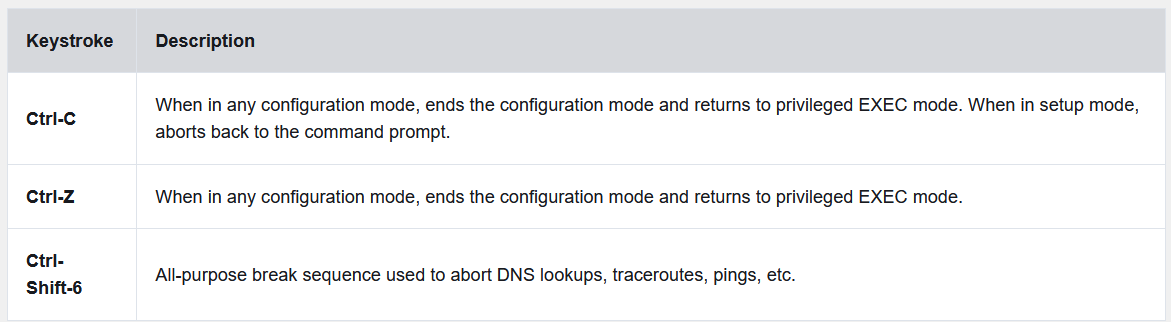 Keystroke Description
Ctrl-C
When in any configuration mode, ends the configuration mode and returns to privileged EXEC mode. When in setup mode,
aborts back to the command prompt.
Ctrl-Z
When in any configuration mode, ends the configuration mode and returns to privileged EXEC mode.
Ctrl-
Shift-6
All-purpose break sequence used to abort DNS lookups, traceroutes, pings, etc.